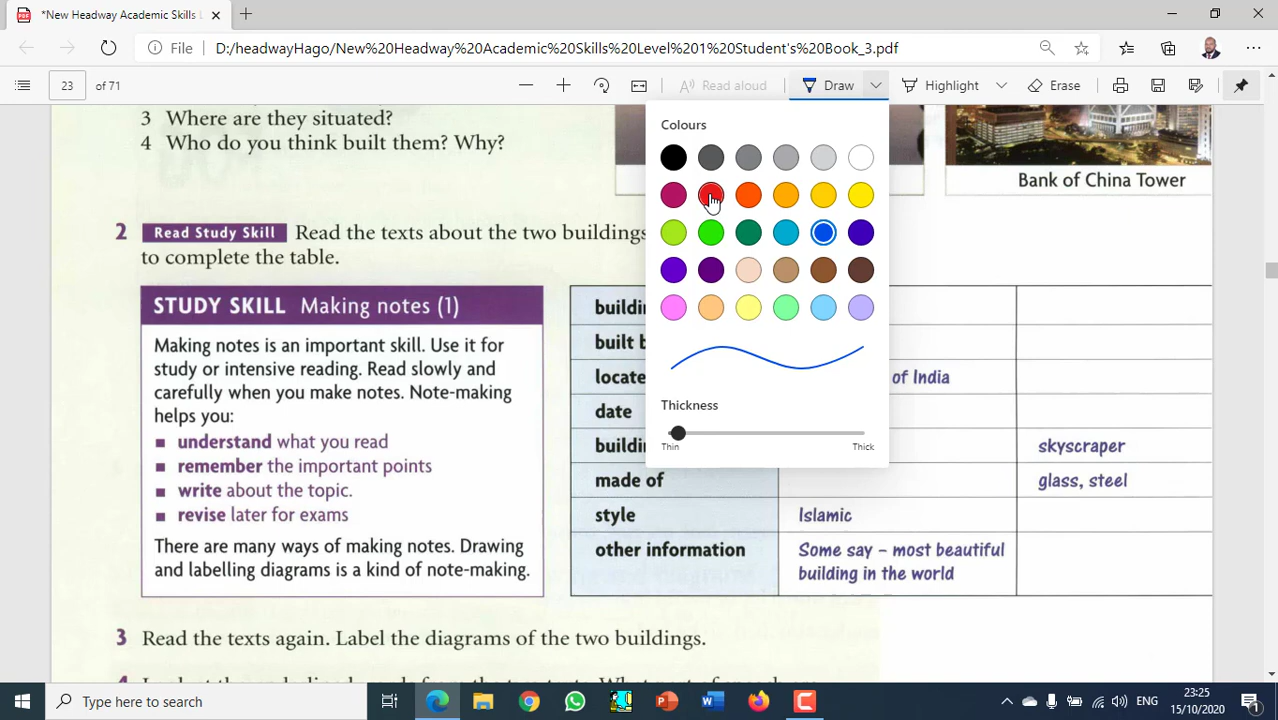 *New Headway Academic Skills L
File
D:/headwayHago/New%20Headway%20Academic%20Skills%20Level%201%20Student's%20Book_3.pdf
23 of 71
Read aloud
Draw
Highlight
Erase
3 Where are they situated?
4 Who do you think built them? Why?
Bank of China Tower
Colours
Thickness
Thin
Thick
2 Read Study Skill Read the texts about the two buildings
to complete the table.
STUDY SKILL Making notes (1)
Making notes is an important skill. Use it for
study or intensive reading. Read slowly and
carefully when you make notes. Note-making
helps you:
■ understand what you read
■ remember the important points
■ write about the topic.
■ revise later for exams
There are many ways of making notes. Drawing
and labelling diagrams is a kind of note-making.
buildin
built b
locate of India
date
buildin skyscraper
made of glass, steel
style Islamic
other information Some say – most beautiful
building in the world
3 Read the texts again. Label the diagrams of the two buildings.
Type here to search
ENG
23:25
15/10/2020